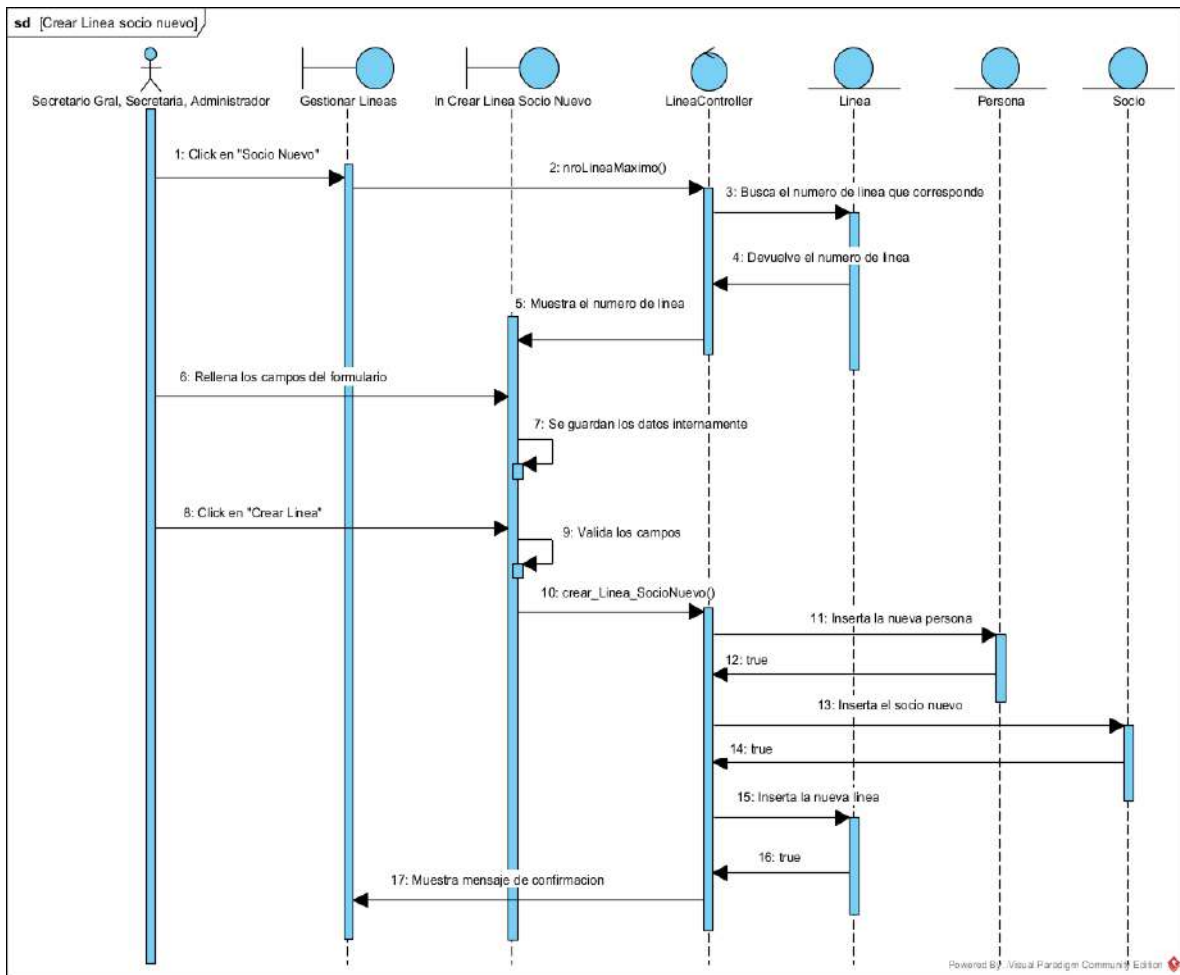 sd [Crear Linea socio nuevo]
Secretario Gral, Secretaria, Administrador
Gestionar Lineas
In Crear Linea Socio Nuevo
LineaController
Linea
Persona
Socio
1: Click en "Socio Nuevo"
2: nroLineaMaximo()
3: Busca el numero de linea que corresponde
4: Devuelve el numero de linea
5: Muestra el numero de linea
6: Rellena los campos del formulario
7: Se guardan los datos internamente
8: Click en "Crear Linea"
9: Valida los campos
10: crear_Linea_SocioNuevo()
11: Inserta la nueva persona
12: true
13: Inserta el socio nuevo
14: true
15: Inserta la nueva linea
16: true
17: Muestra mensaje de confirmacion
Powered By Visual Paradigm Community Edition